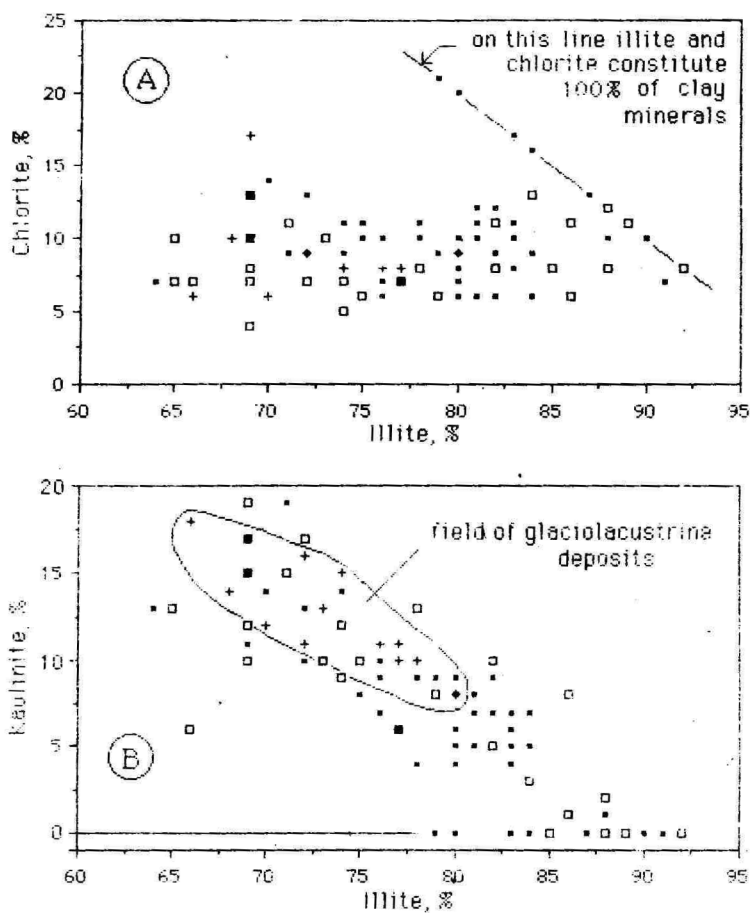 25
20
15
10
5
0
Chlorite, %
A
on this line illite and
chlorite constitute
100% of clay
minerals
60 65 70 75 80 85 90 95
Illite, %
20
15
10
5
0
Kaulinite, %
B
field of glaciolacustrina
deposits
60 65 70 75 80 85 90 95
Illite, %